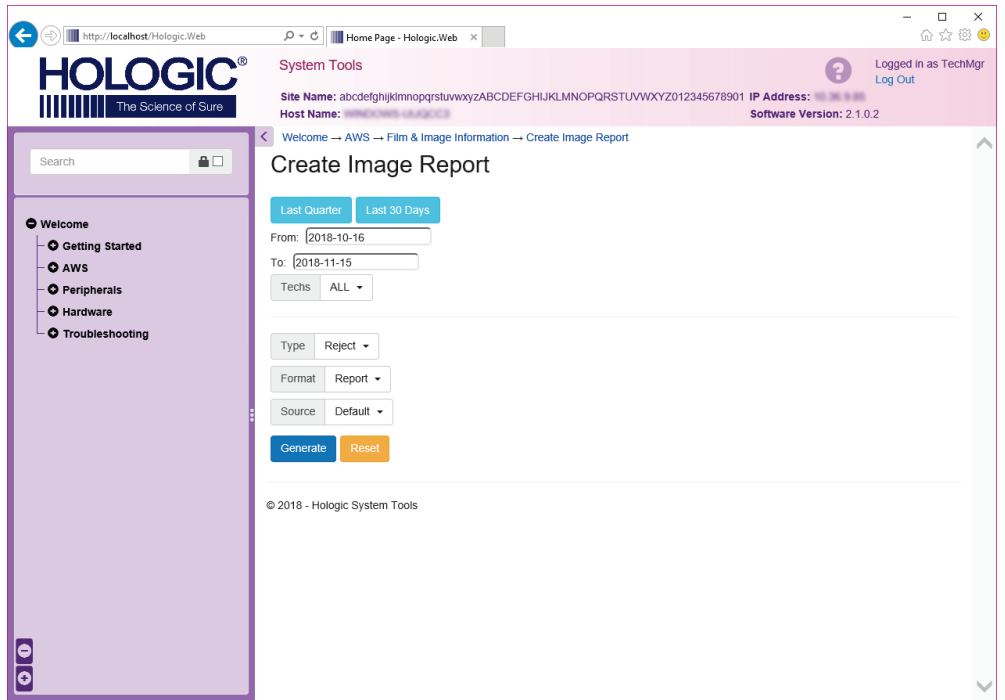 http://localhost/Hologic.Web
Home Page - Hologic.Web
HOLOGIC®
The Science of Sure
System Tools
Logged in as TechMgr
Log Out
Site Name: abcdefghijklmnopqrstuvwxyzABCDEFGHIJKLMNOPQRSTUVWXYZ012345678901 IP Address:
Host Name:
Software Version: 2.1.0.2
Welcome → AWS → Film & Image Information → Create Image Report
Search
Welcome
Getting Started
AWS
Peripherals
Hardware
Troubleshooting
Create Image Report
Last Quarter Last 30 Days
From: 2018-10-16
To: 2018-11-15
Techs ALL
Type Reject
Format Report
Source Default
Generate Reset
© 2018 - Hologic System Tools